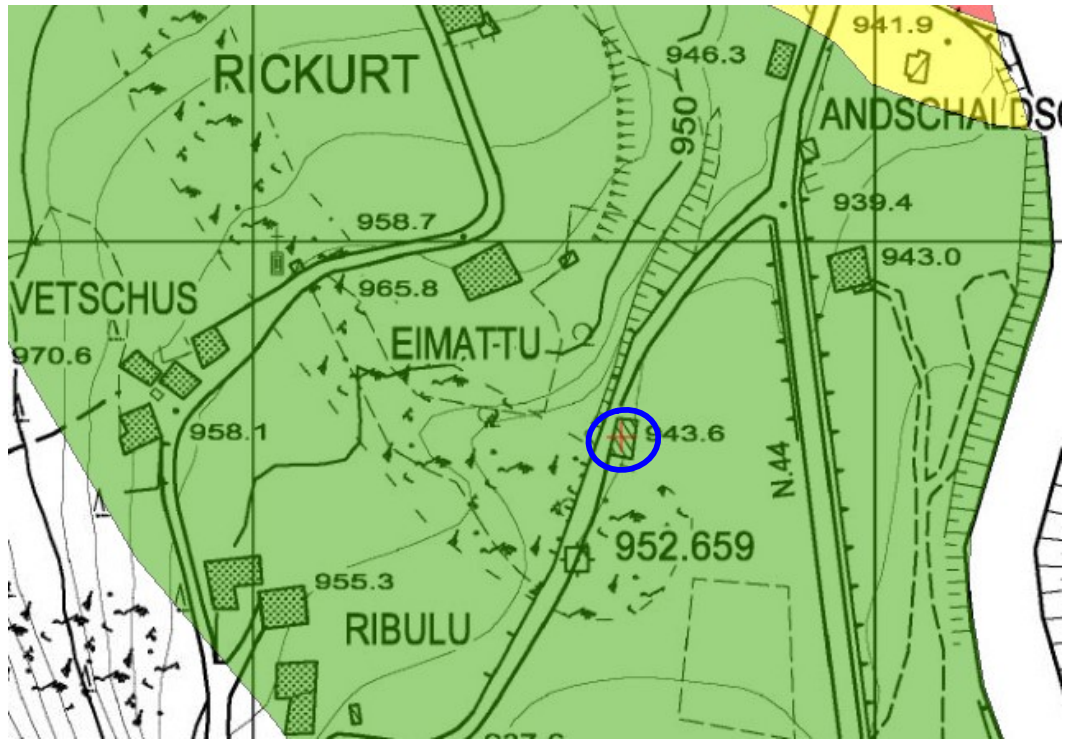 941.9
946.3
RICKURT
ANDSCHALDSC
950
958.7
939.4
943.0
965.8
VETSCHUS
EIMATTU
970.6
958.1
943.6
N.44
952.659
955.3
RIBULU